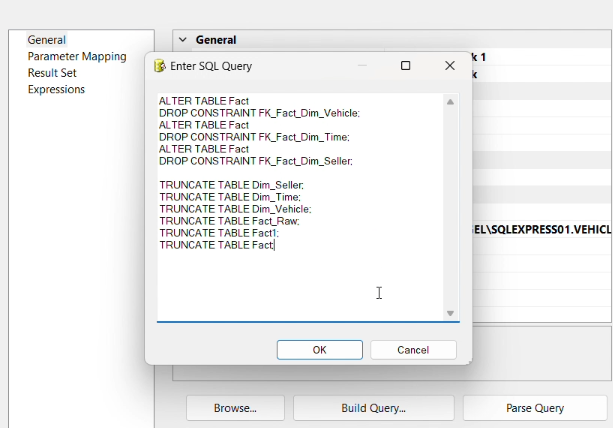 General
Parameter Mapping
Result Set
Expressions
General
k 1
k
EL\SQLEXPRESS01.VEHICL
Enter SQL Query
ALTER TABLE Fact
DROP CONSTRAINT FK_Fact_Dim_Vehicle;
ALTER TABLE Fact
DROP CONSTRAINT FK_Fact_Dim_Time;
ALTER TABLE Fact
DROP CONSTRAINT FK_Fact_Dim_Seller;
TRUNCATE TABLE Dim_Seller;
TRUNCATE TABLE Dim_Time;
TRUNCATE TABLE Dim_Vehicle;
TRUNCATE TABLE Fact_Raw;
TRUNCATE TABLE Fact1;
TRUNCATE TABLE Fact;
OK
Cancel
Browse...
Build Query...
Parse Query